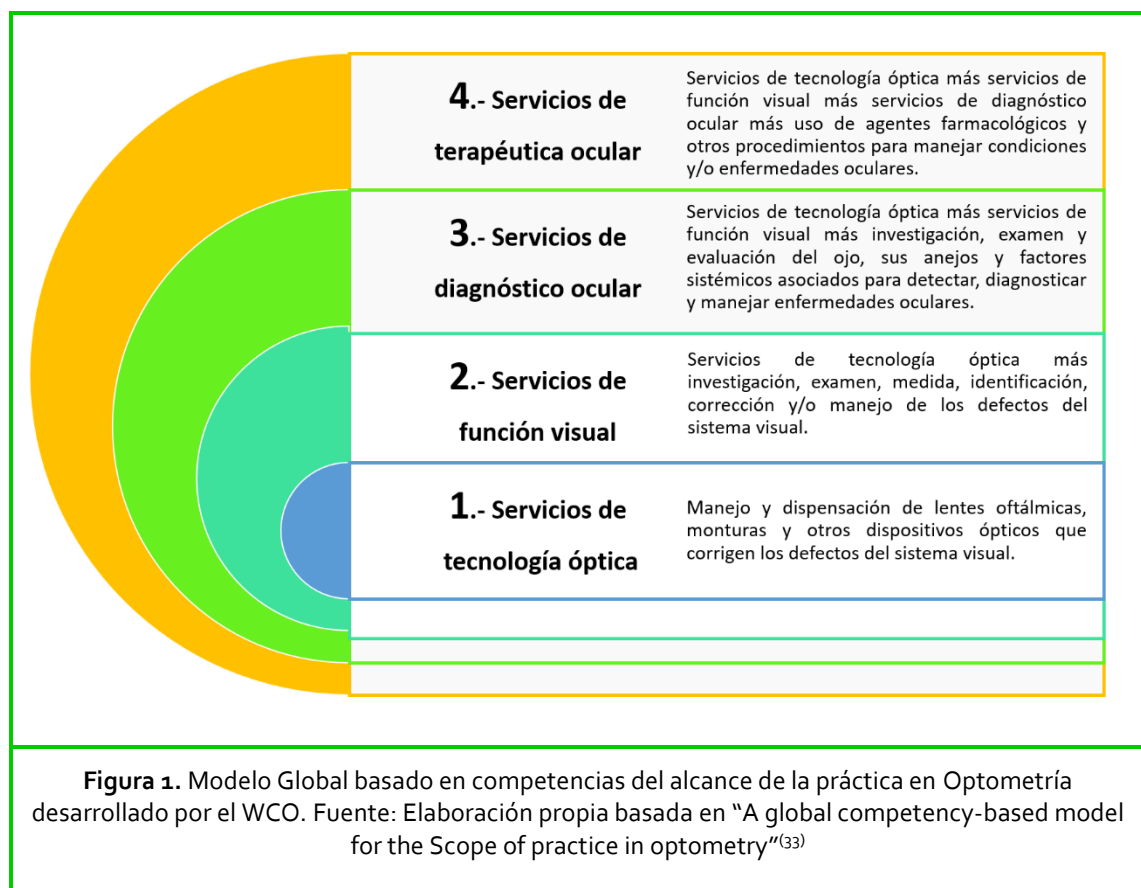 4.- Servicios de
terapéutica ocular
Servicios de tecnología óptica más servicios de
función visual más servicios de diagnóstico
ocular más uso de agentes farmacológicos y
otros procedimientos para manejar condiciones
y/o enfermedades oculares.
3.- Servicios de
diagnóstico ocular
Servicios de tecnología óptica más servicios de
función visual más investigación, examen y
evaluación del ojo, sus anejos y factores
sistémicos asociados para detectar, diagnosticar
y manejar enfermedades oculares.
2.- Servicios de
función visual
Servicios de tecnología óptica más
investigación, examen, medida, identificación,
corrección y/o manejo de los defectos del
sistema visual.
1.- Servicios de
tecnología óptica
Manejo y dispensación de lentes oftálmicas,
monturas y otros dispositivos ópticos que
corrigen los defectos del sistema visual.
Figura 1. Modelo Global basado en competencias del alcance de la práctica en Optometría
desarrollado por el WCO. Fuente: Elaboración propia basada en “A global competency-based model
for the Scope of practice in optometry”(33)